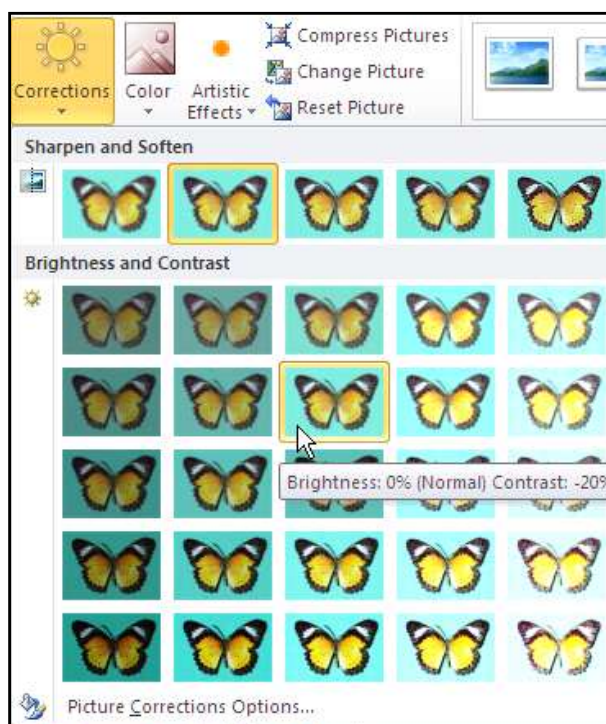 Compress Pictures
Change Picture
Corrections Color Artistic Effects
Reset Picture
Sharpen and Soften
Brightness and Contrast
Brightness: 0% (Normal) Contrast: -20%
Picture Corrections Options...